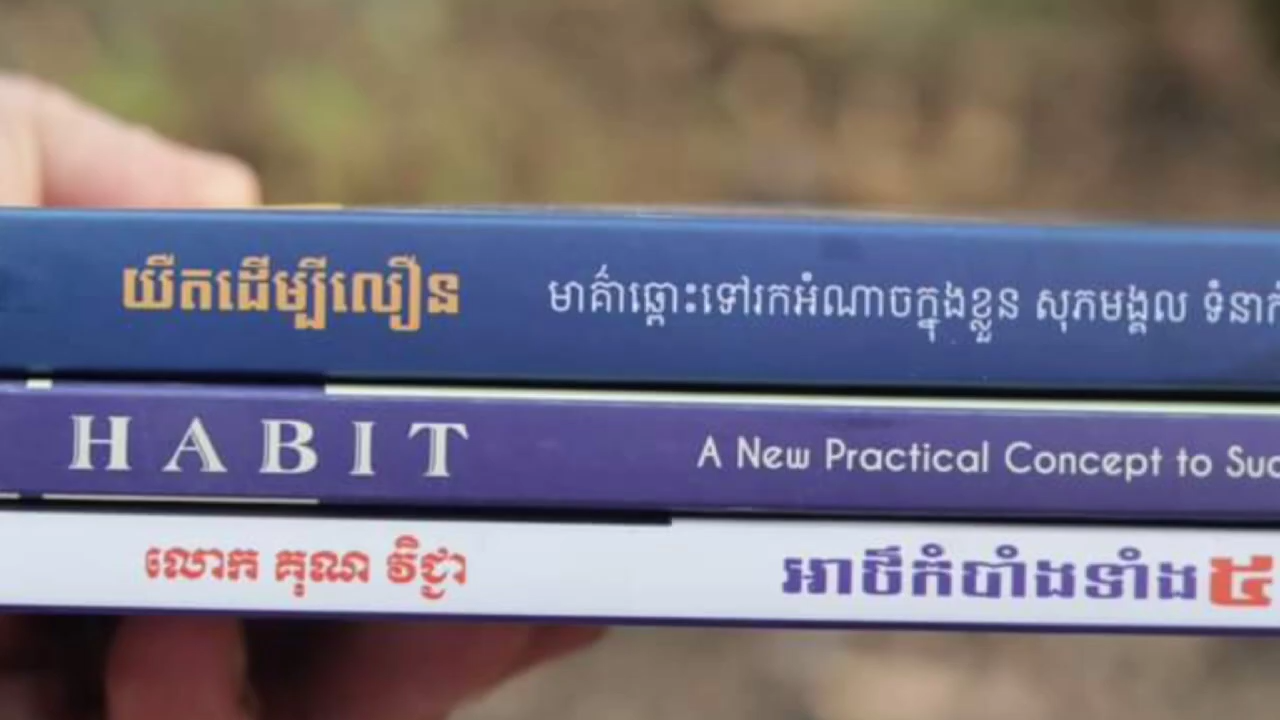 យឺតដើម្បីលឿន មាគ៌ាឆ្ពោះទៅរកអំណាចក្នុងខ្លួន សុភមង្គល
HABIT A New Practical Concept to
លោក គុណ វិជ្ជា អាថ៌កំបាំងទាំង៥